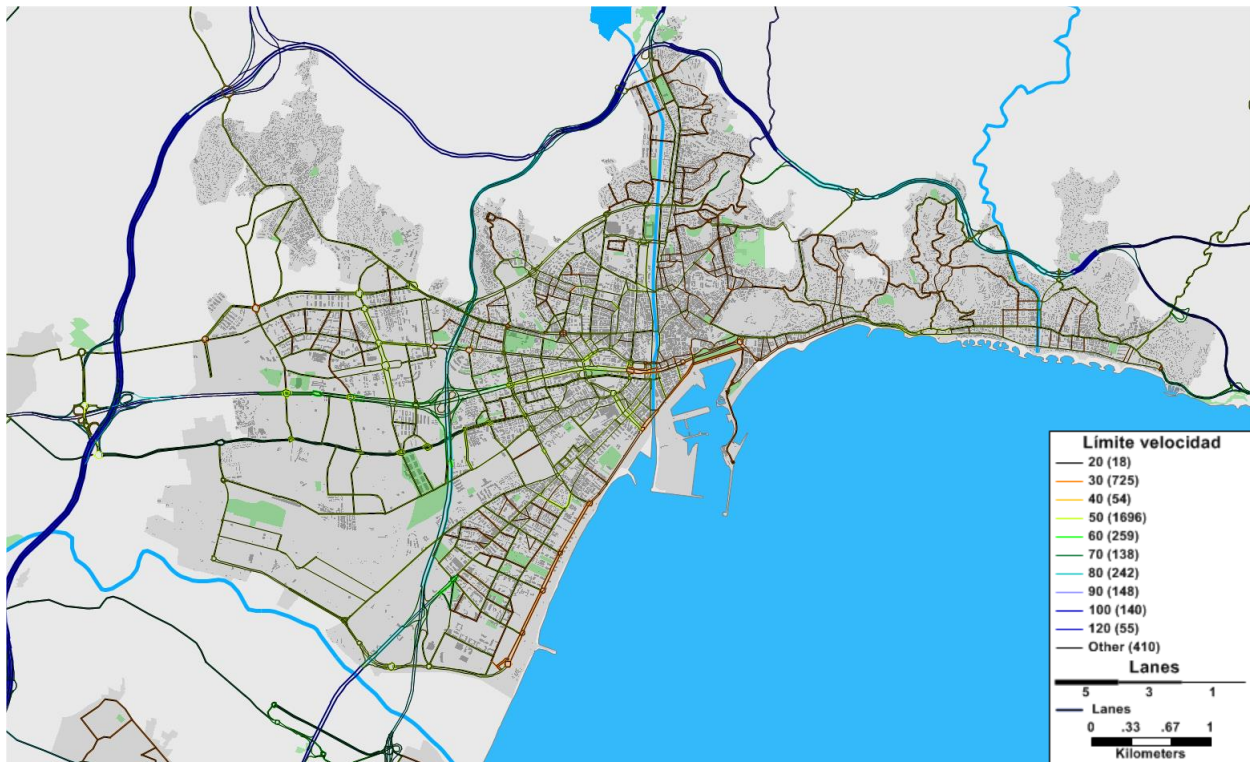 Límite velocidad
20 (18)
30 (725)
40 (54)
50 (1696)
60 (259)
70 (138)
80 (242)
90 (148)
100 (140)
120 (55)
Other (410)
Lanes
5 3 1
Lanes
0 .33 .67 1
Kilometers